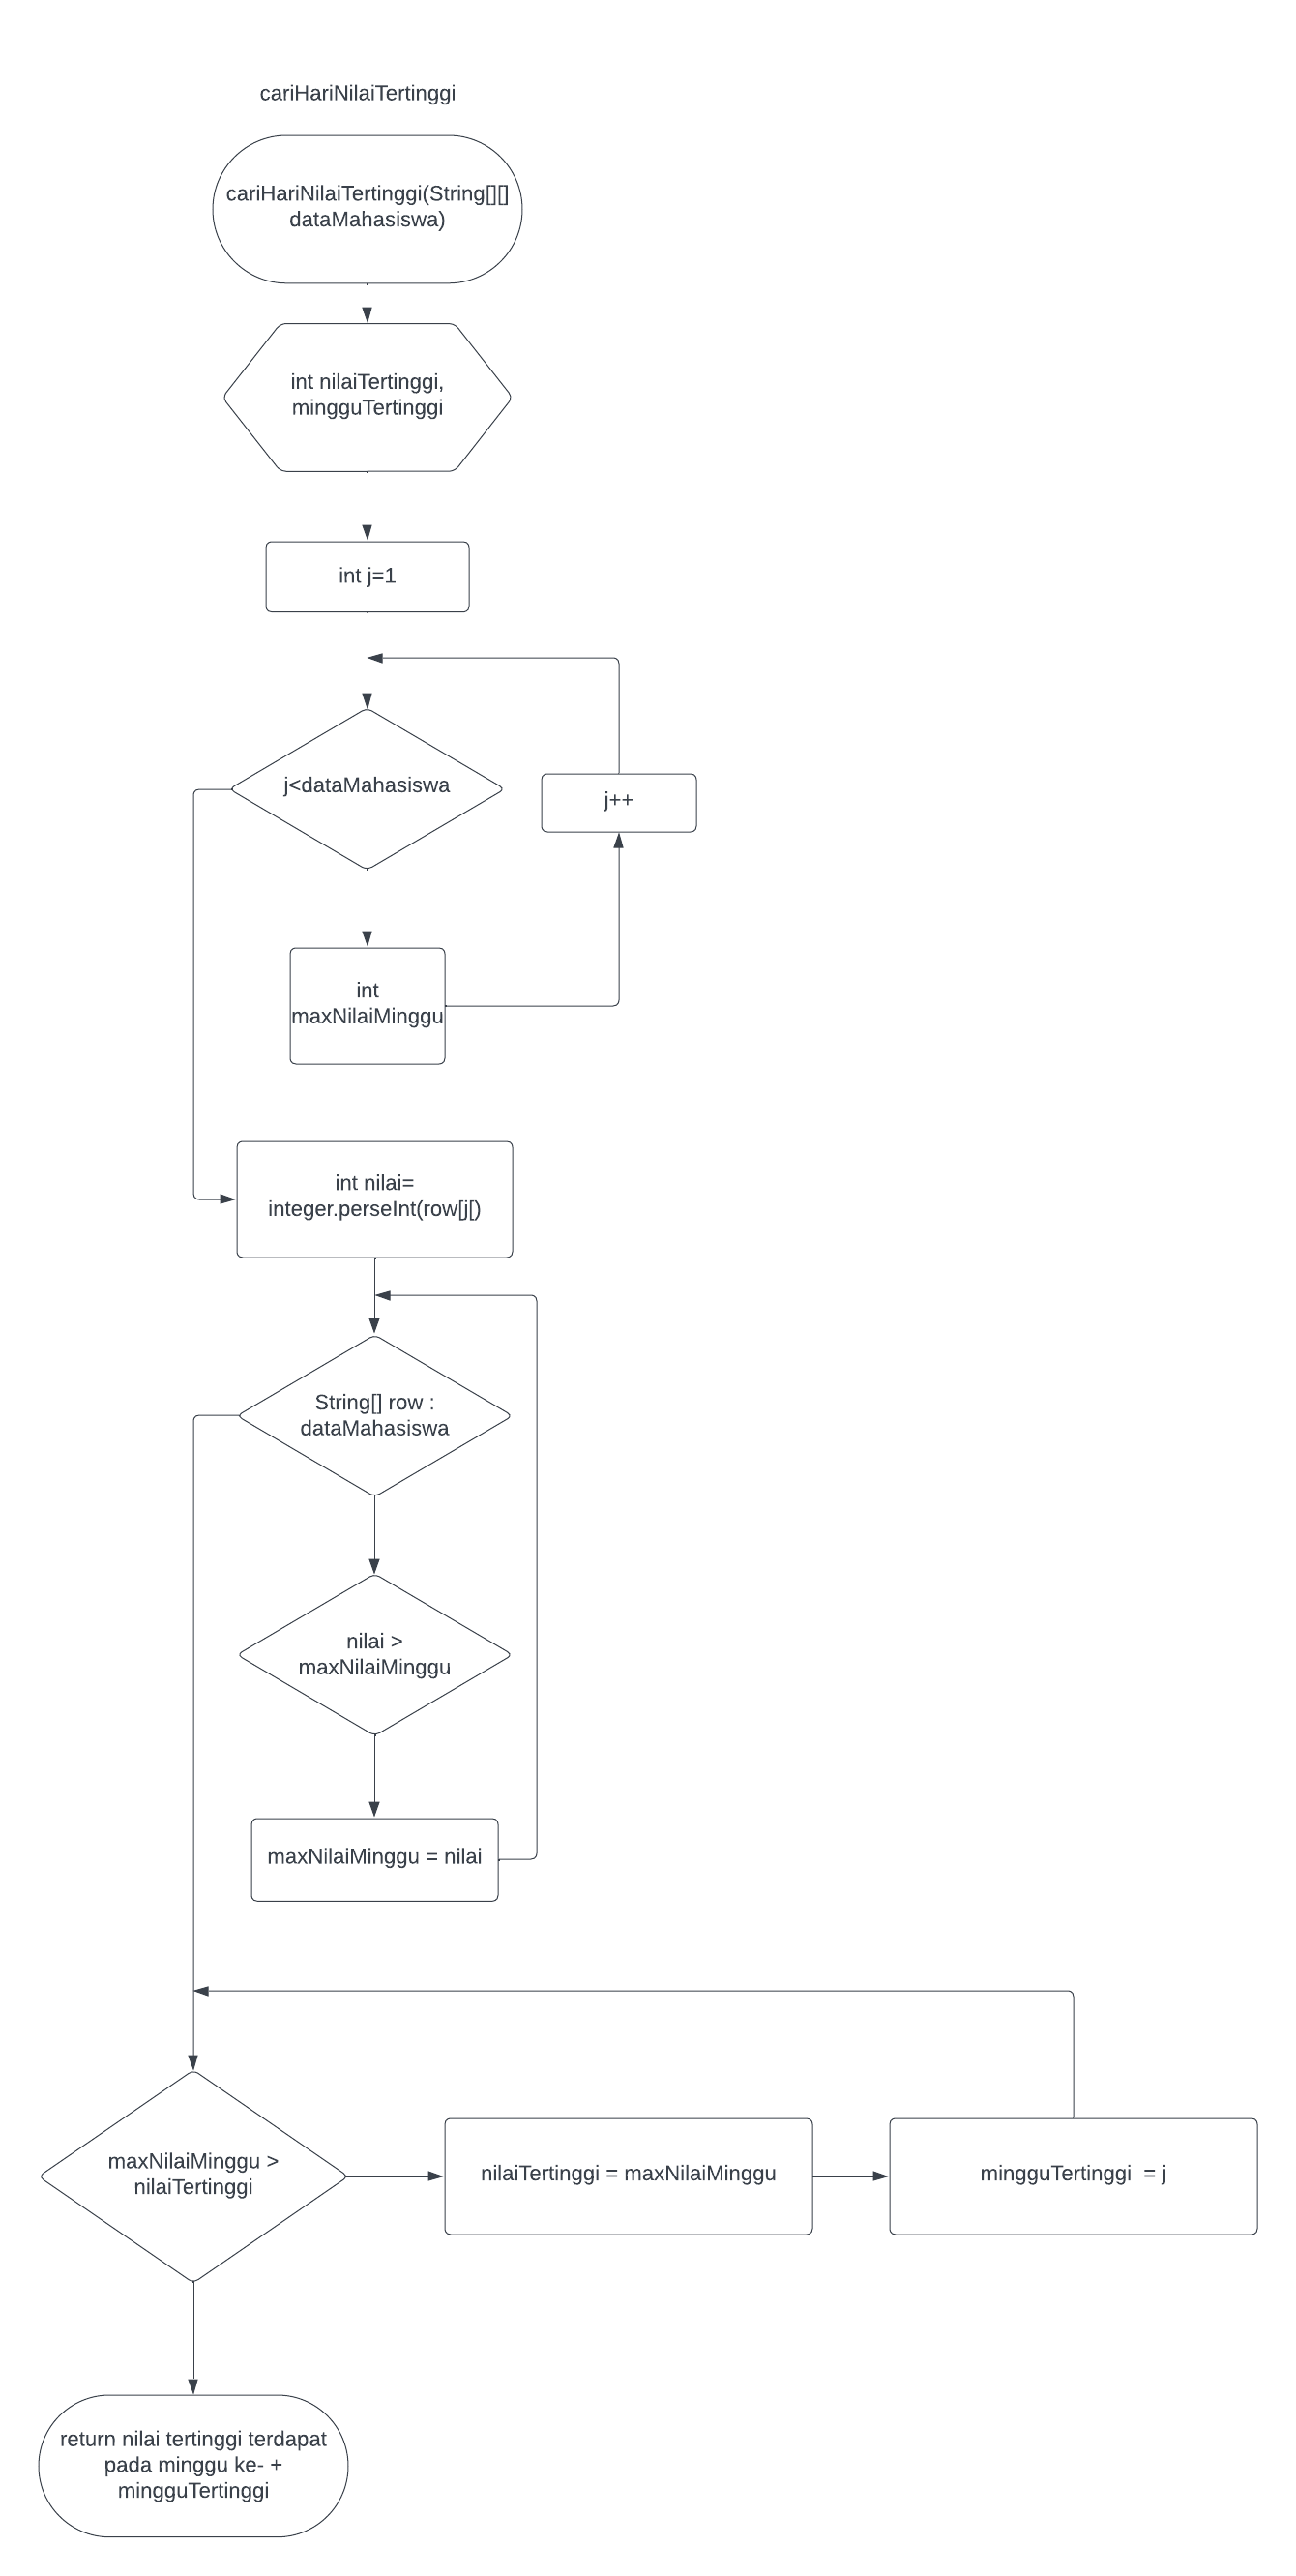 cariHariNilaiTertinggi
cariHariNilaiTertinggi(String[][]
dataMahasiswa)
int nilaiTertinggi,
mingguTertinggi
int j=1
j<dataMahasiswa
j++
int
maxNilaiMinggu
int nilai=
integer.perseInt(row[j[)
String[] row :
dataMahasiswa
nilai >
maxNilaiMinggu
maxNilaiMinggu = nilai
maxNilaiMinggu >
nilaiTertinggi
nilaiTertinggi = maxNilaiMinggu
mingguTertinggi  = j
return nilai tertinggi terdapat
pada minggu ke- +
mingguTertinggi